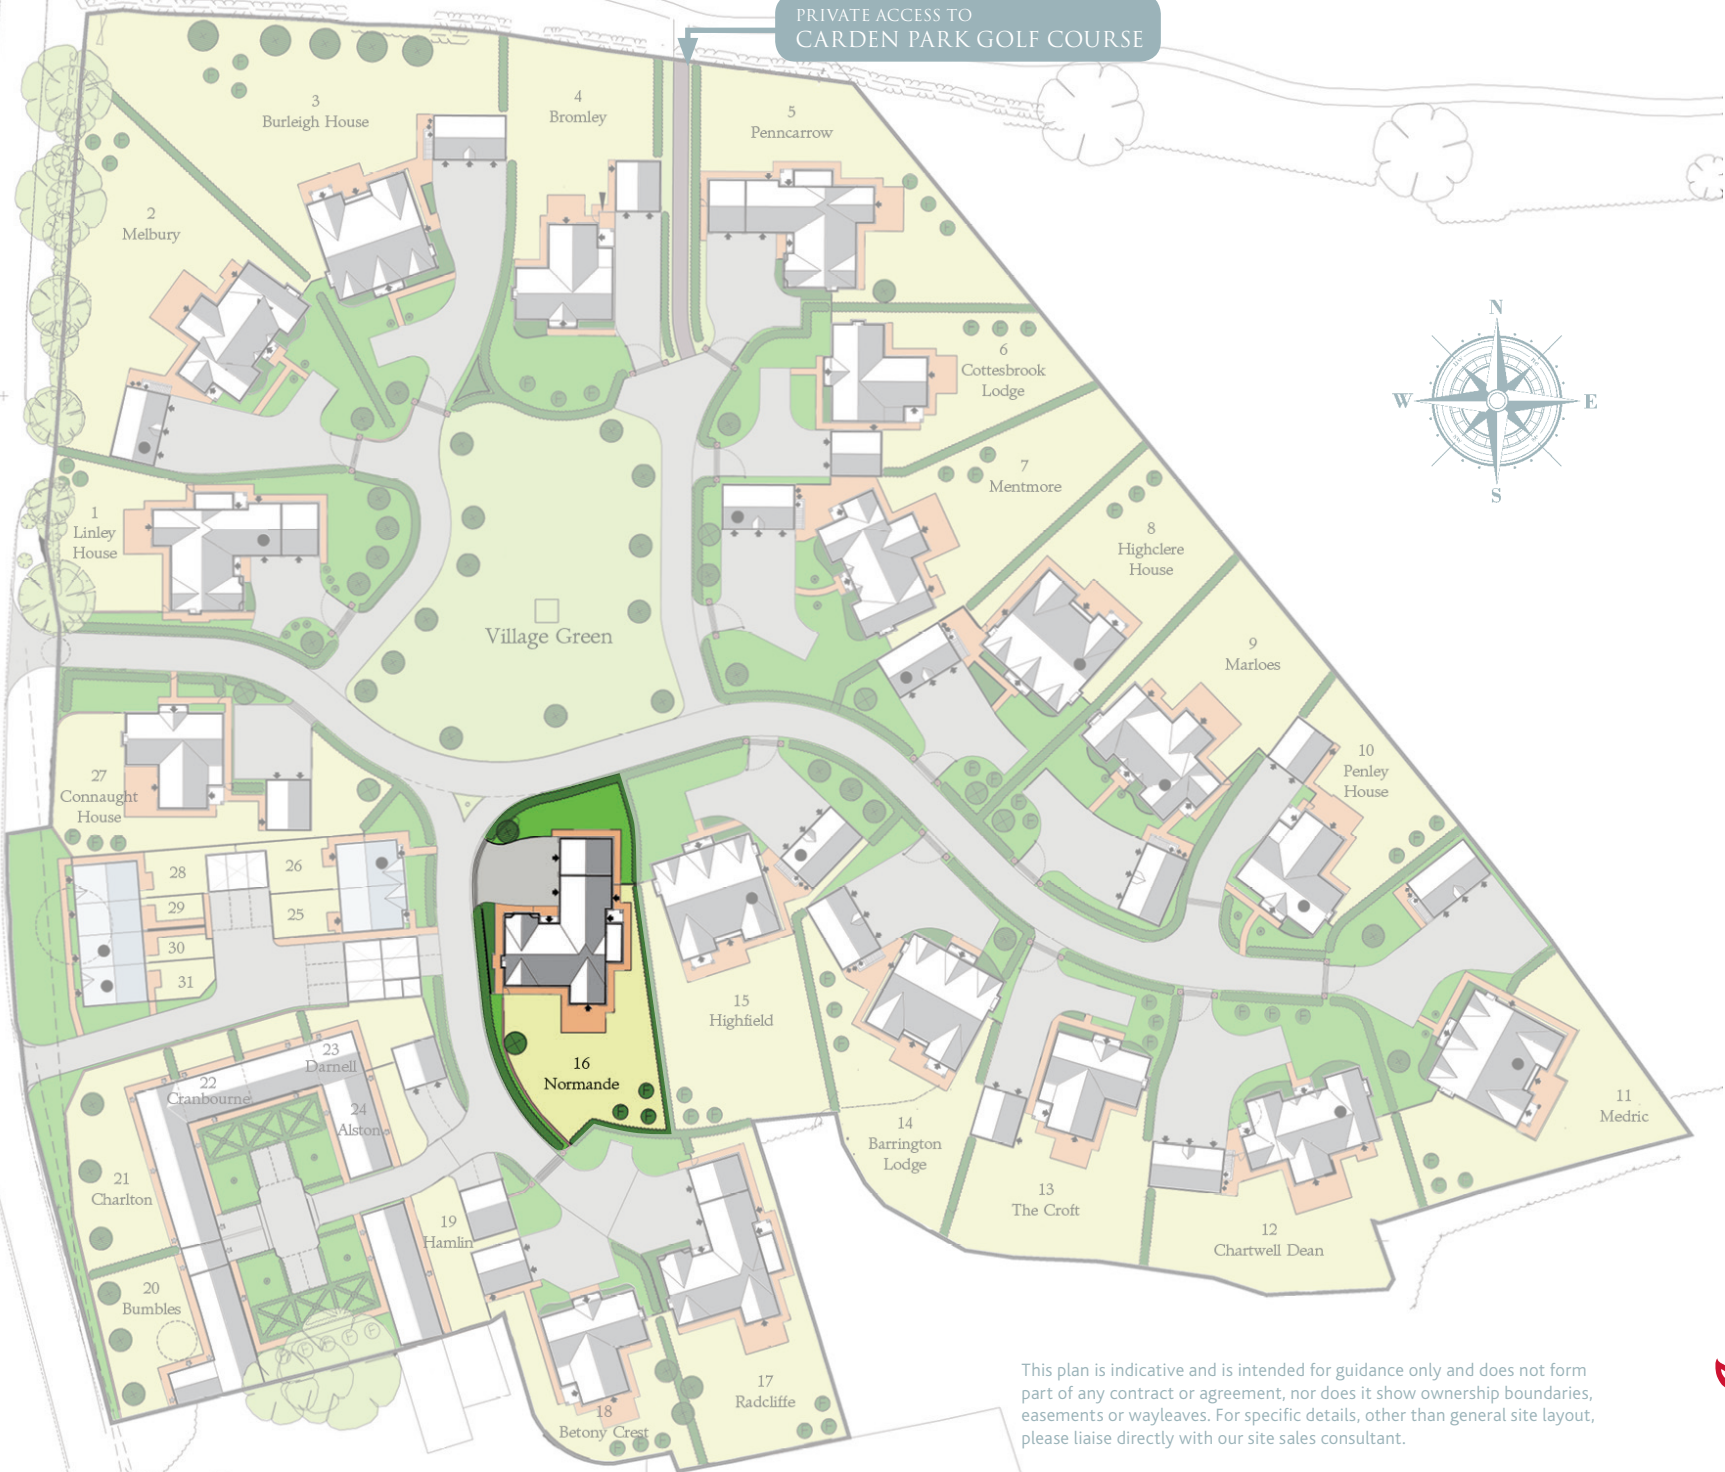 PRIVATE ACCESS TO
CARDEN PARK GOLF COURSE
3
Burleigh House
4
Bromley
5
Penncarrow
2
Melbury
6
Cottesbrook
Lodge
N
W
E
S
7
Mentmore
1
Linley
House
8
Highclere
House
Village Green
9
Marloes
10
Penley
House
27
Connaught
House
28
29
30
31
26
25
15
Highfield
16
Normande
23
Darnell
22
Cranbourne
24
Alston
14
Barrington
Lodge
11
Medric
21
Charlton
13
The Croft
19
Hamlin
12
Chartwell Dean
20
Bumbles
17
Radcliffe
18
Betony Crest
This plan is indicative and is intended for guidance only and does not form
part of any contract or agreement, nor does it show ownership boundaries,
easements or wayleaves. For specific details, other than general site layout,
please liaise directly with our site sales consultant.